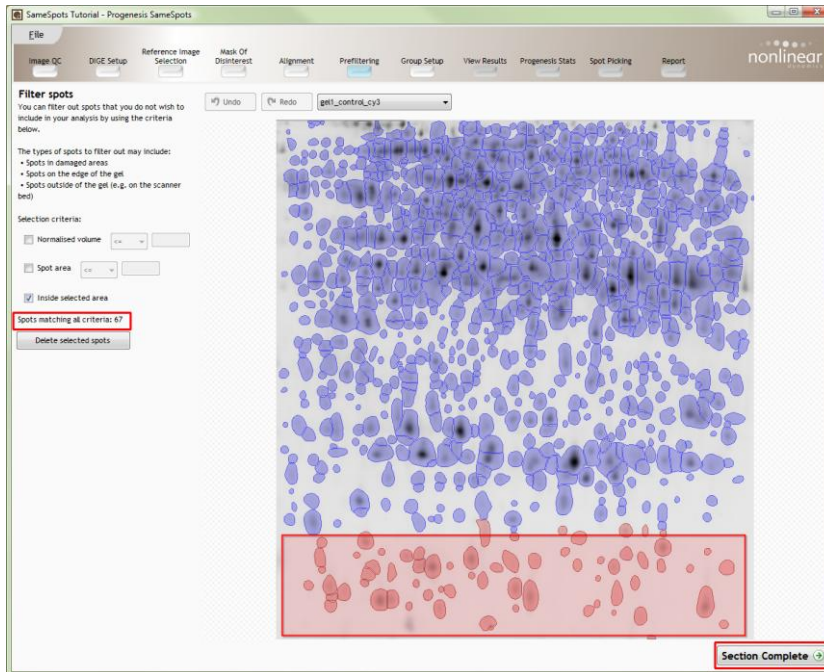 SameSpots Tutorial - Progenesis SameSpots
File
Image QC
DIGE Setup
Reference Image
Selection
Mask Of
Disinterest
Alignment
Prefiltering
Group Setup
View Results
Progenesis Stats
Spot Picking
Report
nonlinear
dynamics
Filter spots
You can filter out spots that you do not wish to
include in your analysis by using the criteria
below.
The types of spots to filter out may include:
• Spots in damaged areas
• Spots on the edge of the gel
• Spots outside of the gel (e.g. on the scanner
bed)
Selection criteria:
Normalised volume <=
Spot area <=
Inside selected area
Spots matching all criteria: 67
Delete selected spots
Undo
Redo
gel1_control_cy3
Section Complete